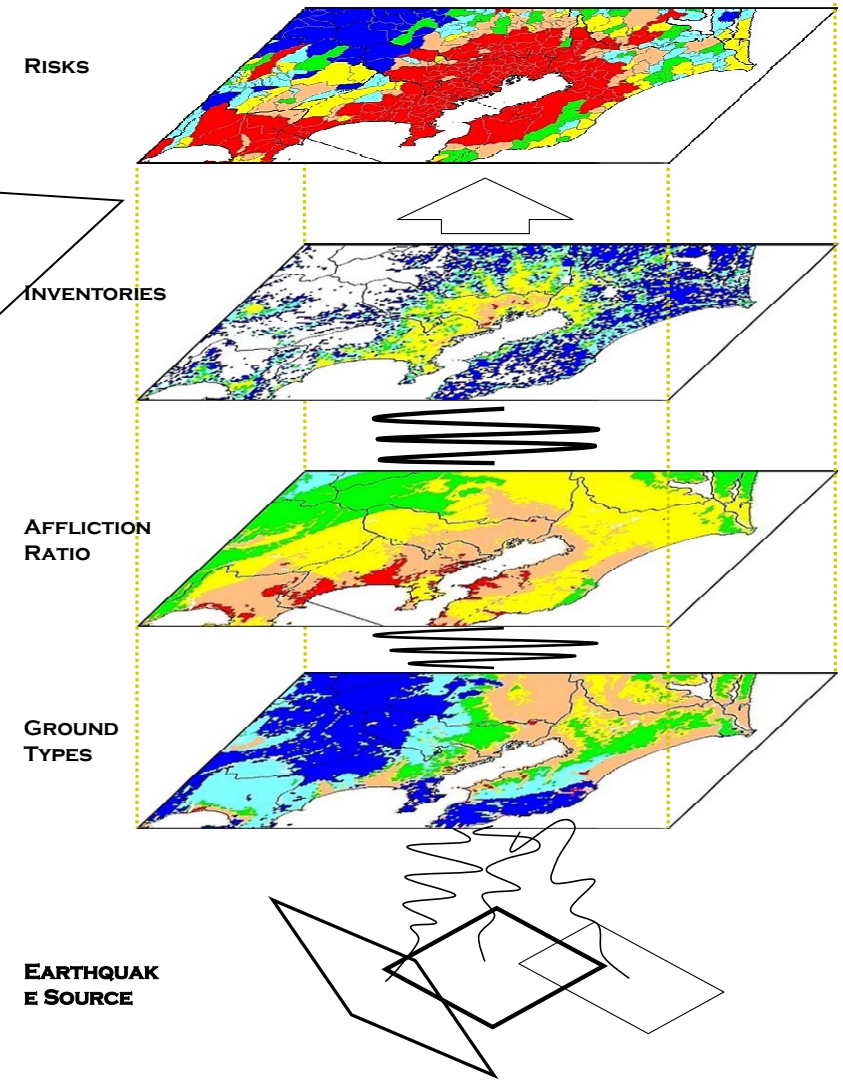 RISKS
INVENTORIES
AFFLICTION
RATIO
GROUND
TYPES
EARTHQUAK
E SOURCE